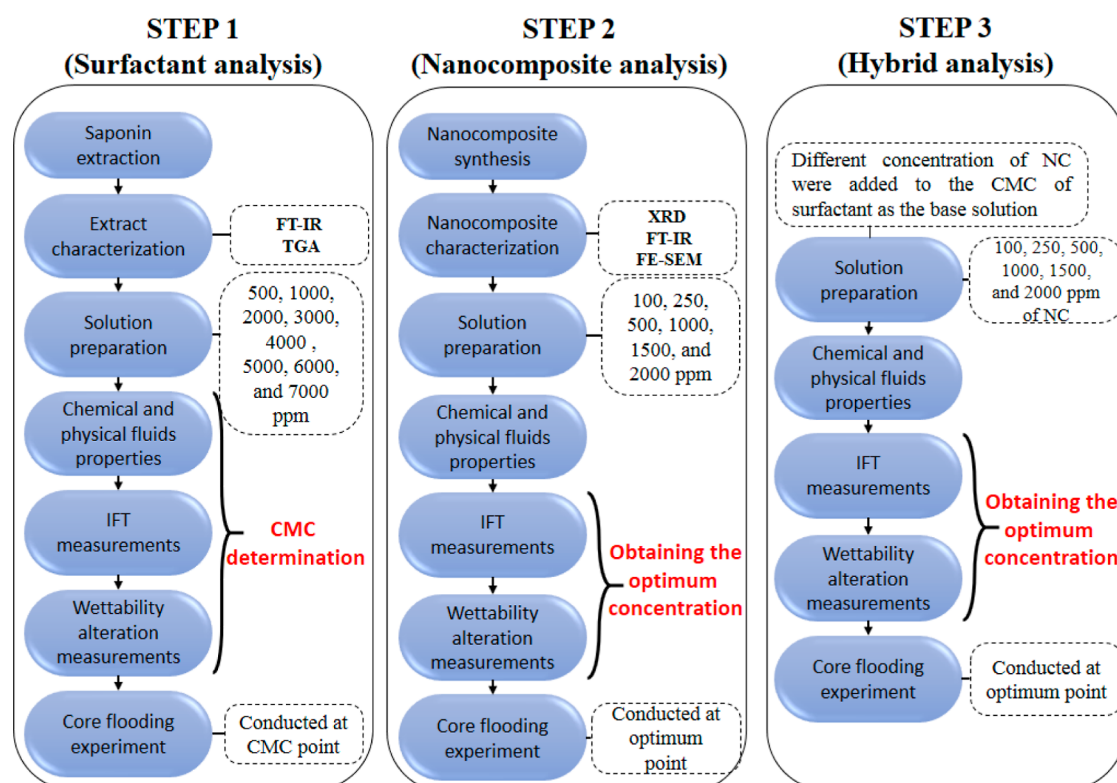 STEP 1
(Surfactant analysis)
Saponin
extraction
Extract
characterization
FT-IR
TGA
Solution
preparation
500, 1000,
2000, 3000,
4000 ,
5000, 6000,
and 7000
ppm
Chemical and
physical fluids
properties
IFT
measurements
Wettability
alteration
measurements
CMC
determination
Core flooding
experiment
Conducted at
CMC point
STEP 2
(Nanocomposite analysis)
Nanocomposite
synthesis
Nanocomposite
characterization
XRD
FT-IR
FE-SEM
Solution
preparation
100, 250,
500, 1000,
1500, and
2000 ppm
Chemical and
physical fluids
properties
IFT
measurements
Wettability
alteration
measurements
Obtaining the
optimum
concentration
Core flooding
experiment
Conducted at
optimum
point
STEP 3
(Hybrid analysis)
Different concentration of NC
were added to the CMC of
surfactant as the base solution
Solution
preparation
100, 250, 500,
1000, 1500,
and 2000 ppm
of NC
Chemical and
physical fluids
properties
IFT
measurements
Wettability
alteration
measurements
Obtaining the
optimum
concentration
Core flooding
experiment
Conducted at
optimum point